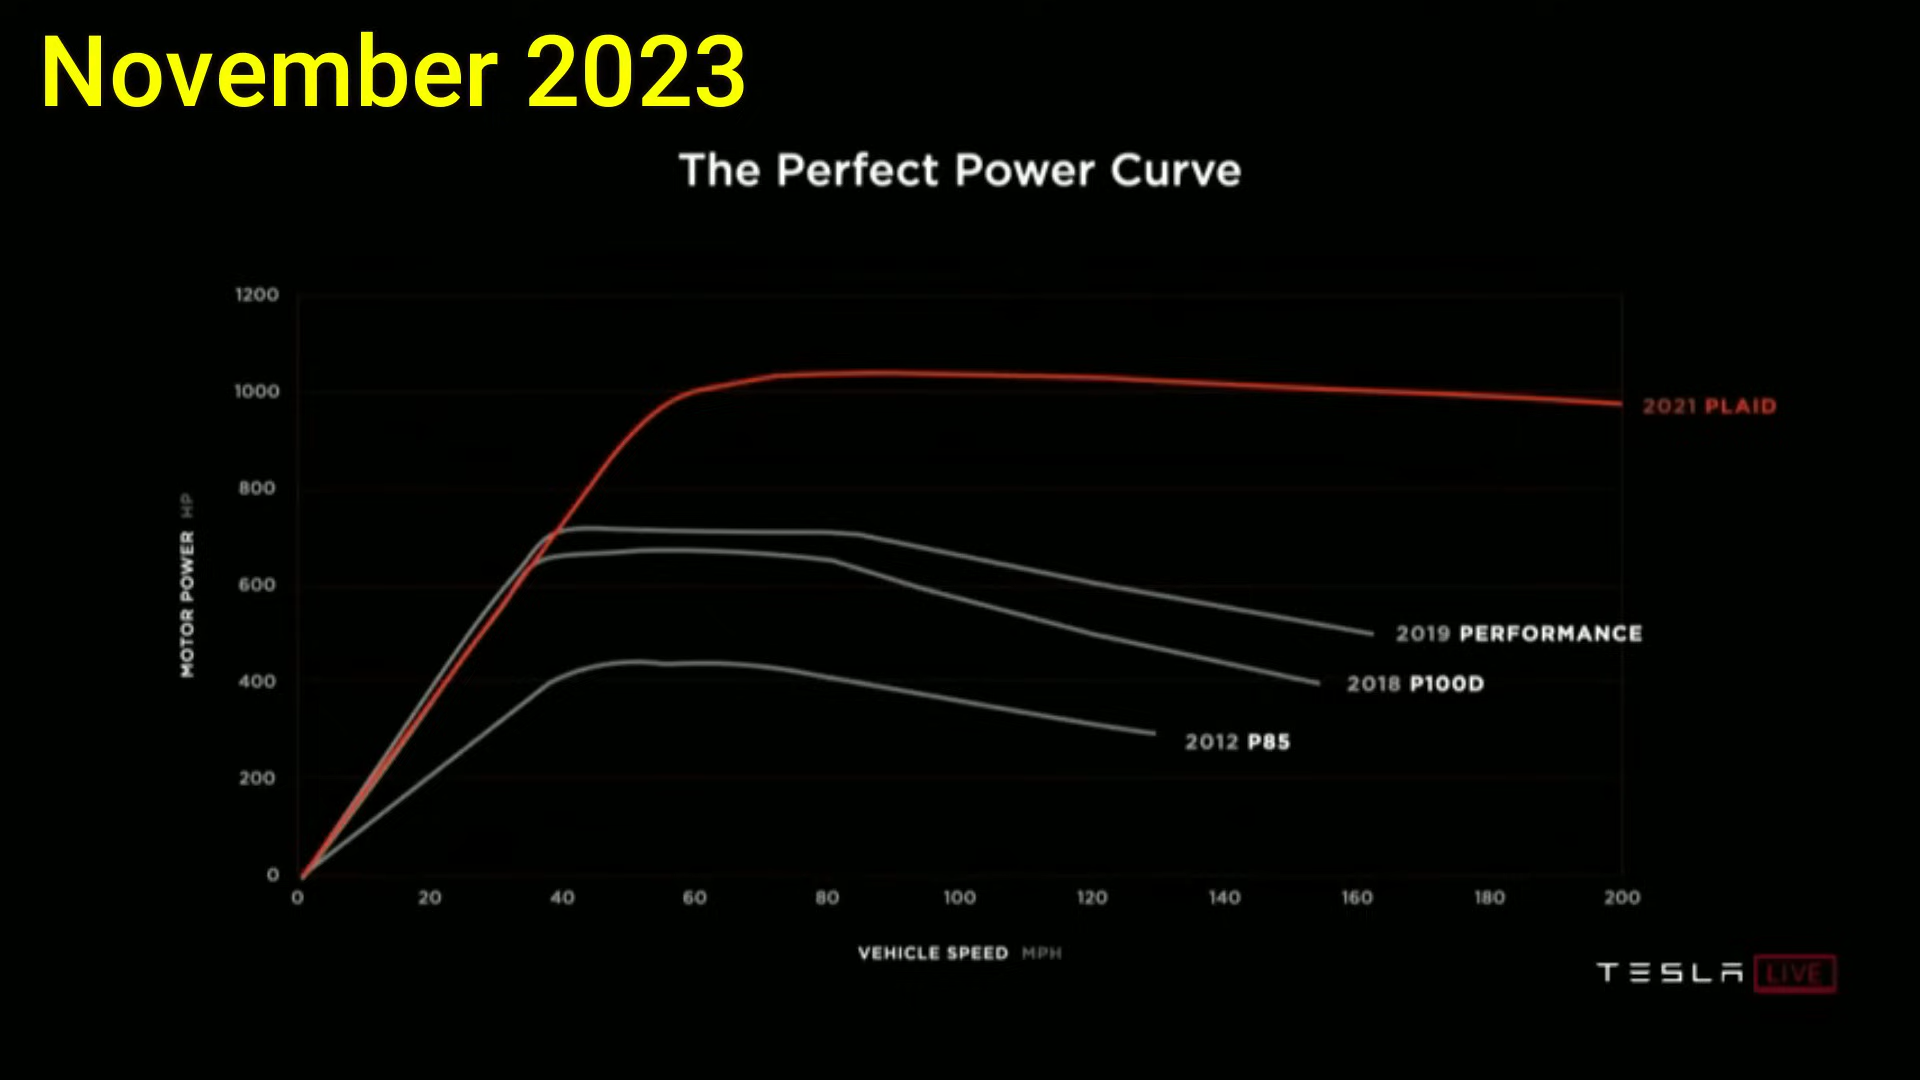 November 2023
The Perfect Power Curve
1200
1000
800
600
400
200
0
MOTOR POWER HP
0 20 40 60 80 100 120 140 160 180 200
VEHICLE SPEED MPH
2021 PLAID
2019 PERFORMANCE
2018 P100D
2012 P85
TESLA LIVE